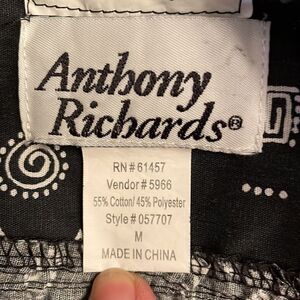 Anthony
Richards®
RN # 61457
Vendor # 5966
55% Cotton/ 45% Polyester
Style # 057707
M
MADE IN CHINA